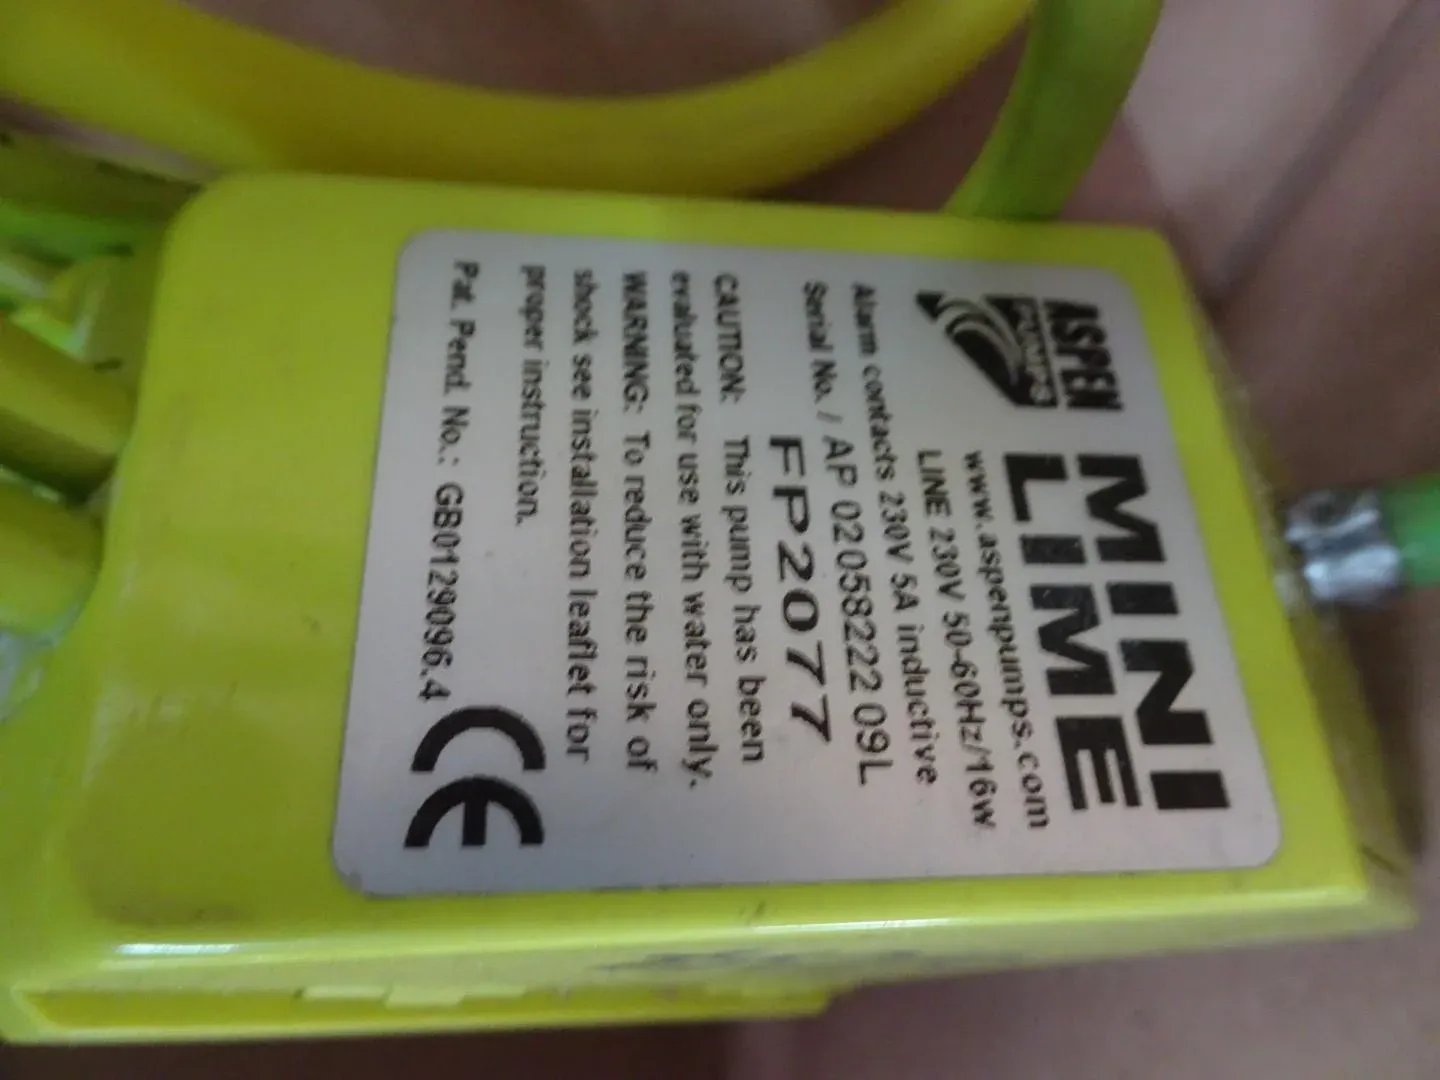 ASPEN
PUMPS
MINI
LIME
www.aspenpumps.com
LINE 230V 50-60Hz/16w
Alarm contacts 230V 5A inductive
Serial No. / AP 02058222 09L
FP2077
CAUTION: This pump has been
evaluated for use with water only.
WARNING: To reduce the risk of
shock see installation leaflet for
proper instruction.
Pat. Pend. No.: GB0129096.4
CE